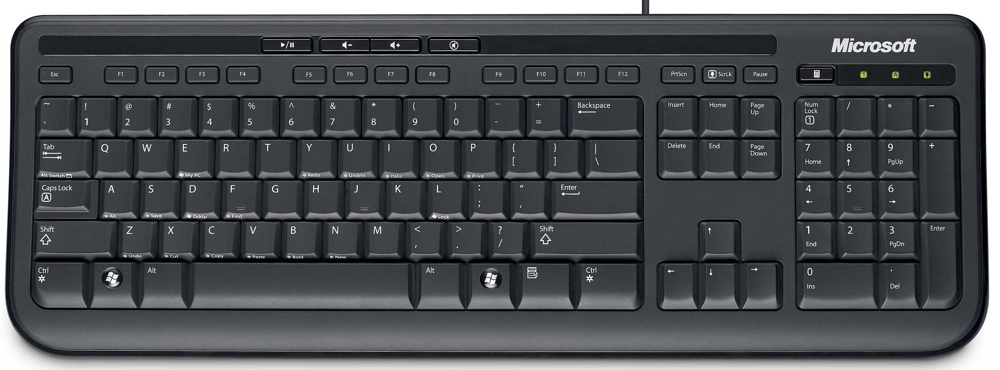 Microsoft
Esc F1 F2 F3 F4 F5 F6 F7 F8 F9 F10 F11 F12 PrtScn ScrLk Pause 1 A
~ ! @ # $ % ^ & * ( ) — + Backspace Insert Home Page Up Num Lock 1 / * −
` 1 2 3 4 5 6 7 8 9 0 - =
Tab Q W E R T Y U I O P { } | Delete End Page Down 7 8 9 +
[ ] \ Home PgUp
Alt Switch My PC Redo Undrln Italic Open Print
Caps Lock A S D F G H J K L : “ Enter 4 5 6
A ; ,
All Save Dsktp Find Lock
Shift Z X C V B N M < > ? Shift 1 2 3 Enter
, . / End PgDn
Undo Cut Copy Paste Bold New
Ctrl Alt Alt Ctrl 0 .
Ins Del